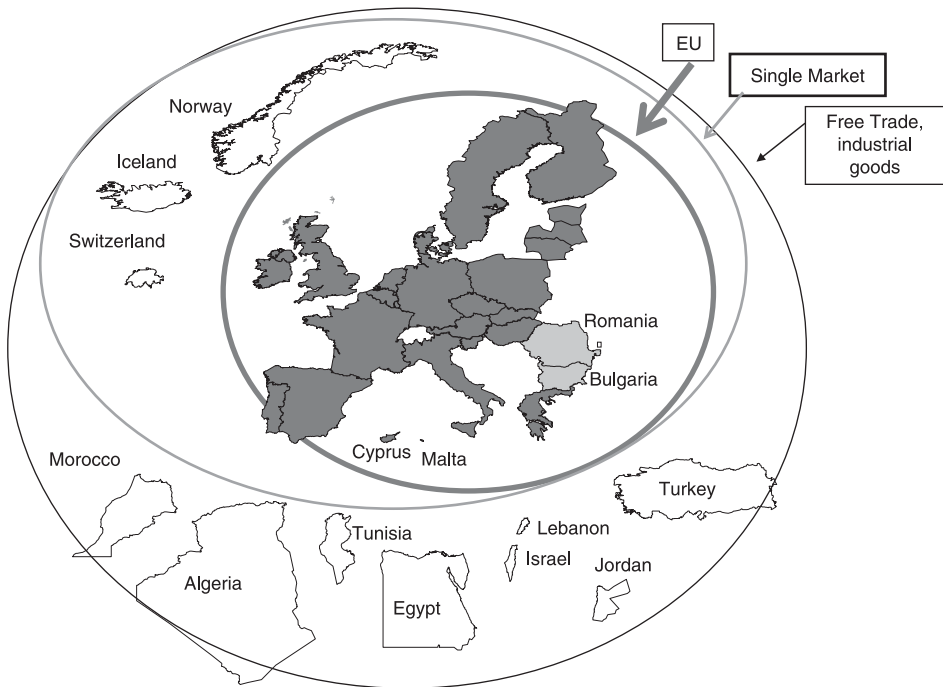 EU
Single Market
Free Trade,
industrial
goods
Norway
Iceland
Switzerland
Romania
Bulgaria
Cyprus
Malta
Morocco
Algeria
Tunisia
Egypt
Lebanon
Israel
Jordan
Turkey